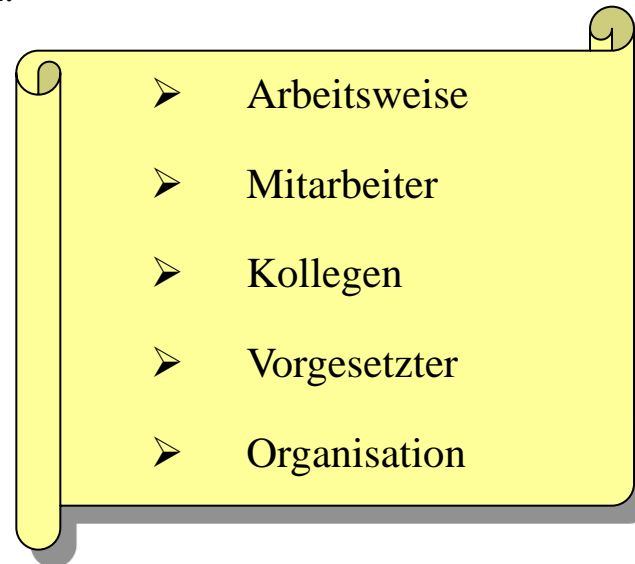 ➢ Arbeitsweise
➢ Mitarbeiter
➢ Kollegen
➢ Vorgesetzter
➢ Organisation